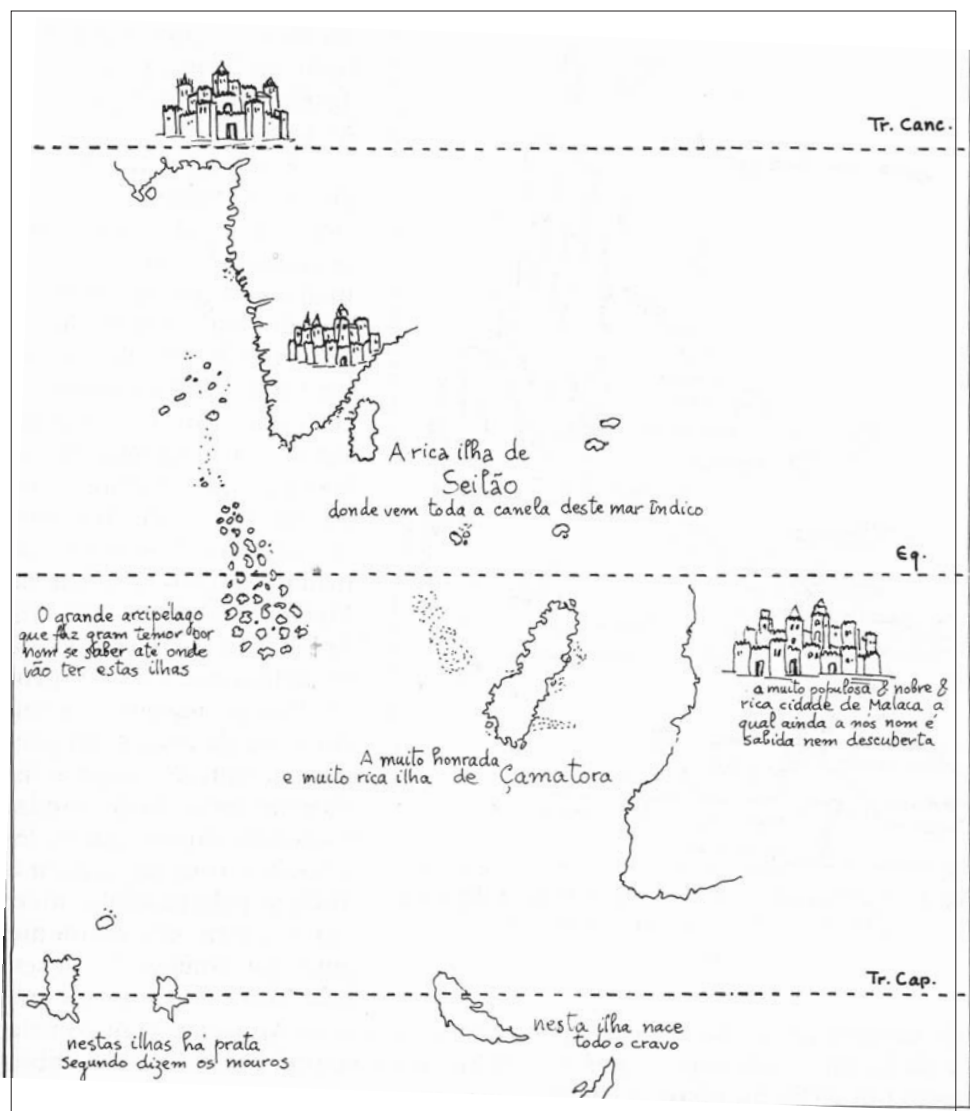 Tr. Canc.
A rica ilha de
Seilão
donde vem toda a canela deste mar Índico
Eq.
O grande arcipélago
que faz gram temor por
nom se saber até onde
vão ter estas ilhas
a muito populosa & nobre &
rica cidade de Malaca a
qual ainda a nós nom é
sabida nem descuberta
A muito honrada
e muito rica ilha de Çamatora
Tr. Cap.
nestas ilhas há prata
segundo dizem os mouros
nesta ilha nace
todo o cravo